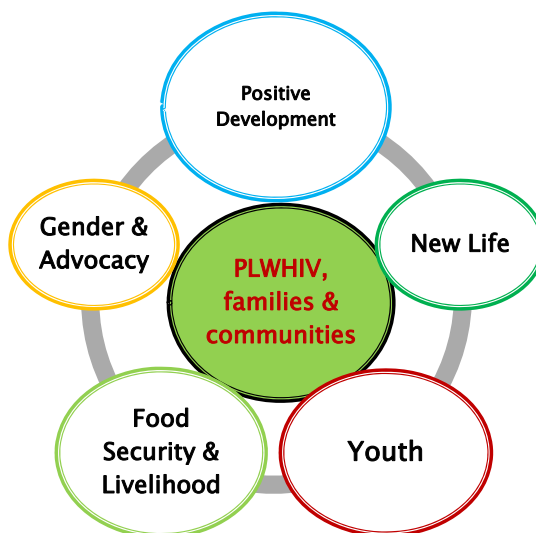 Positive
Development
Gender &
Advocacy
New Life
PLWHIV,
families &
communities
Food
Security &
Livelihood
Youth